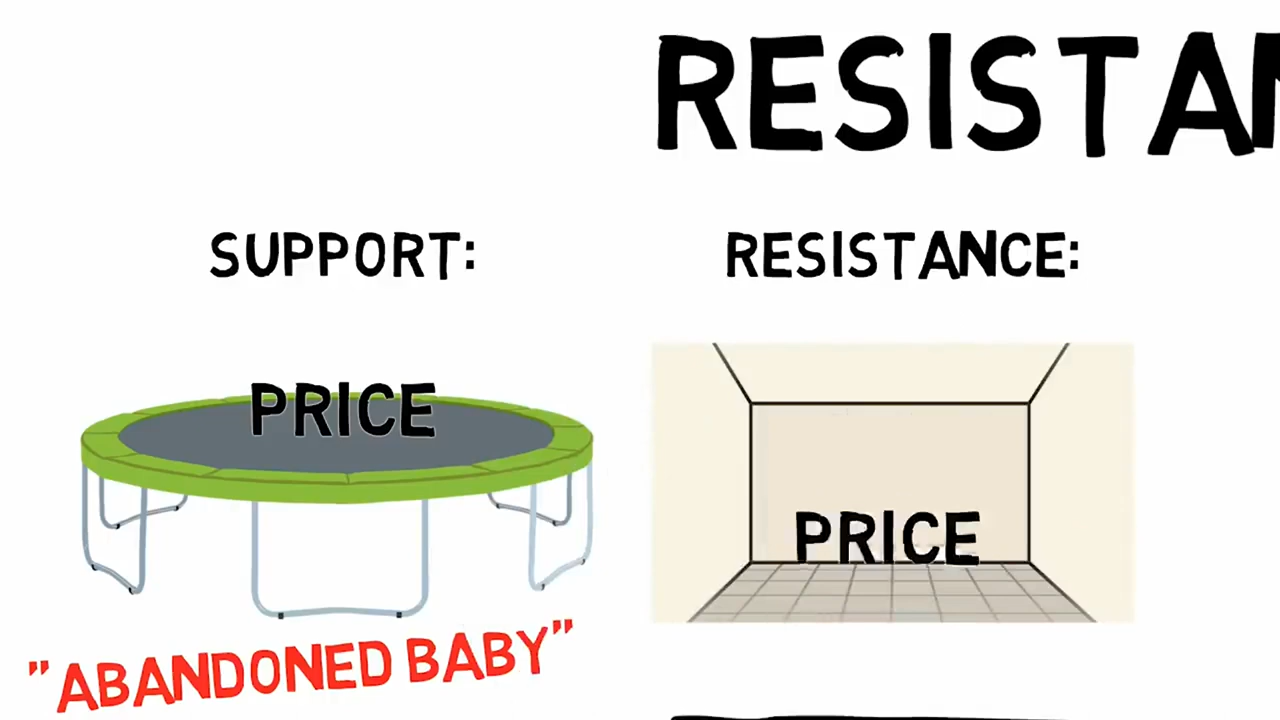 RESISTAN
SUPPORT:
RESISTANCE:
PRICE
PRICE
"ABANDONED BABY"